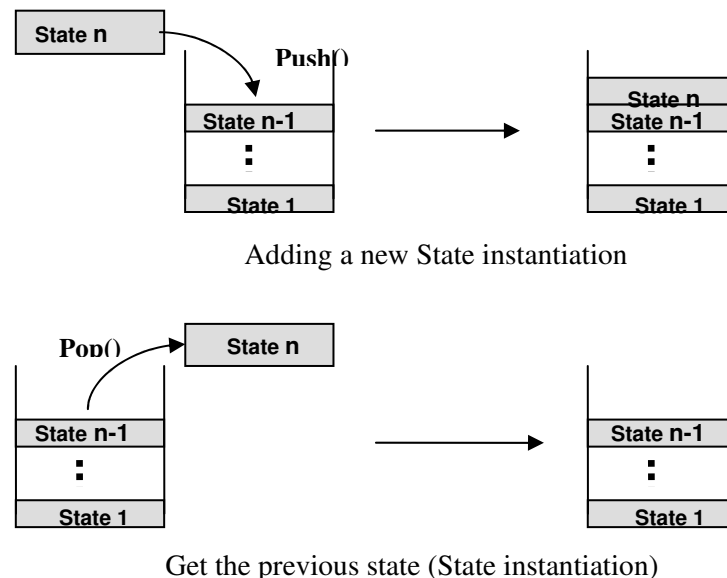 State n
Push()
State n-1
State 1
State n
State n-1
State 1
Adding a new State instantiation
Pop()
State n
State n-1
State 1
State n-1
State 1
Get the previous state (State instantiation)